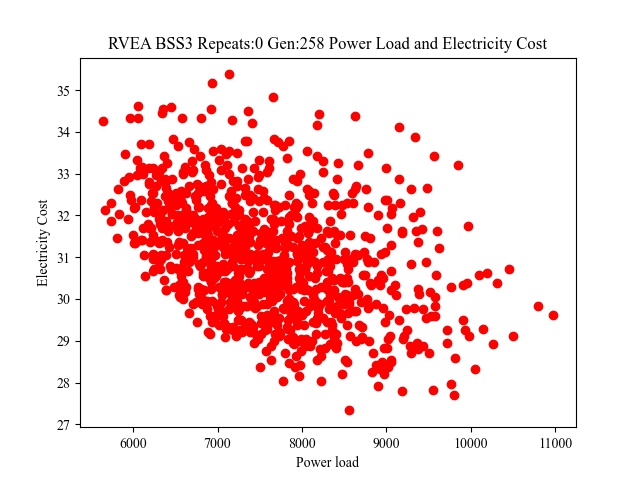 RVEA BSS3 Repeats:0 Gen:258 Power Load and Electricity Cost
35
34
33
32
31
30
29
28
27
Electricity Cost
6000 7000 8000 9000 10000 11000
Power load